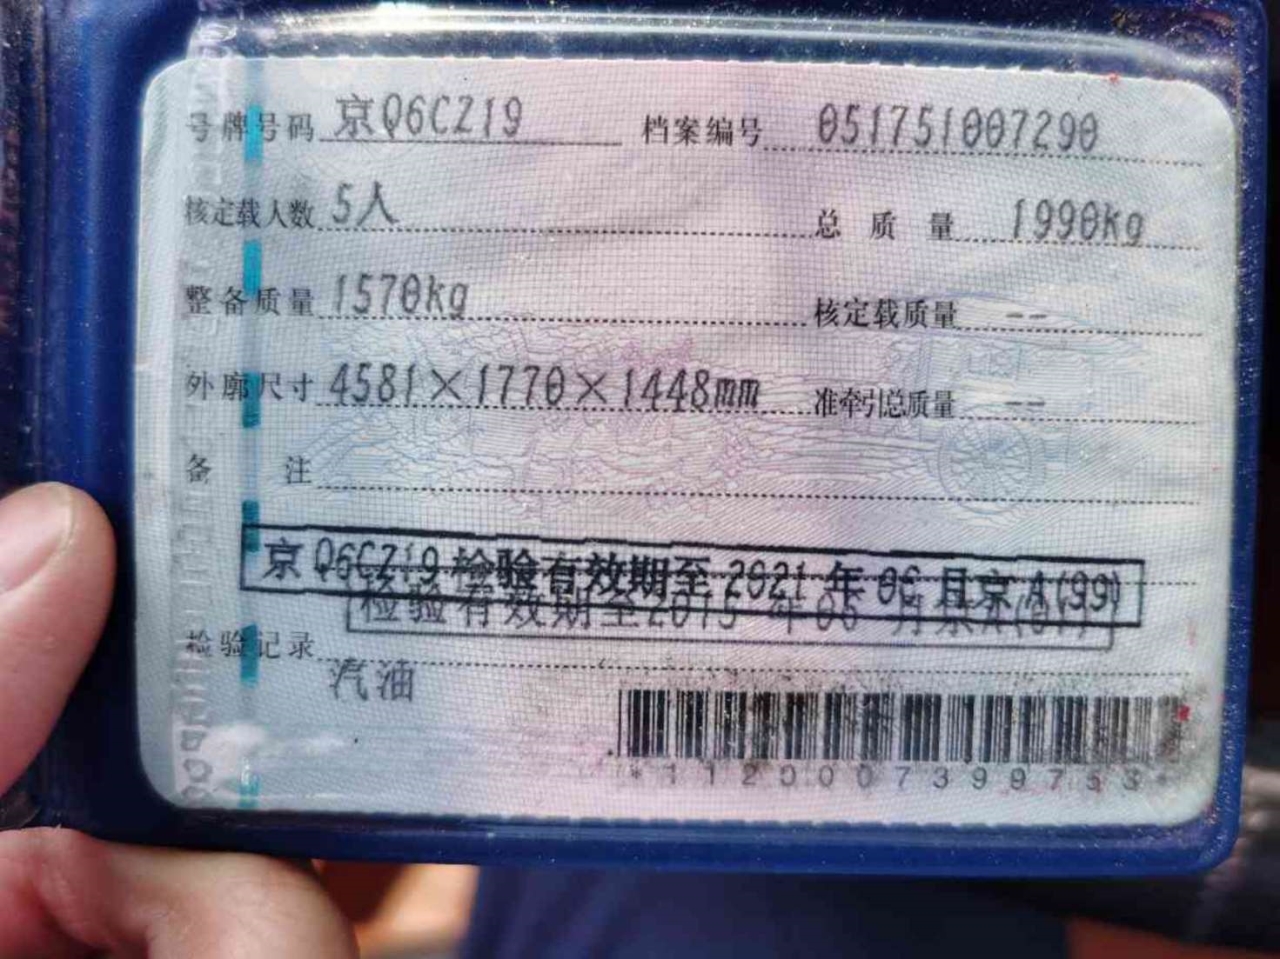 号牌号码 京Q6CZ19 档案编号 051751007290
核定载人数 5人 总质量 1990kg
整备质量 1570kg 核定载质量 --
外廓尺寸 4581×1770×1448mm 准牵引总质量 --
备注
京Q6CZ19 检验有效期至2021年06月京A(99)
检验有效期至2015年06月京A
检验记录
汽油
*1120007399753*